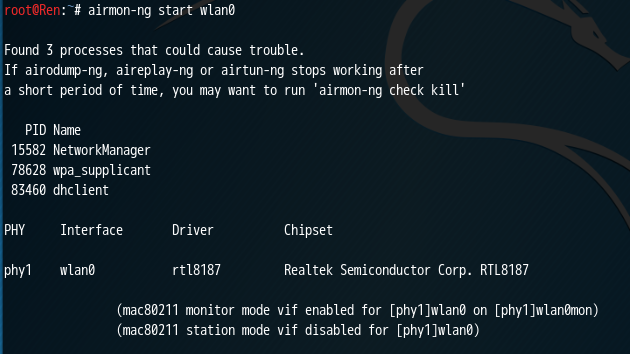 root@Ren:~# airmon-ng start wlan0
Found 3 processes that could cause trouble.
If airodump-ng, aireplay-ng or airtun-ng stops working after
a short period of time, you may want to run 'airmon-ng check kill'
PID Name
15582 NetworkManager
78628 wpa_supplicant
83460 dhclient
PHY Interface Driver Chipset
phy1 wlan0 rtl8187 Realtek Semiconductor Corp. RTL8187
(mac80211 monitor mode vif enabled for [phy1]wlan0 on [phy1]wlan0mon)
(mac80211 station mode vif disabled for [phy1]wlan0)